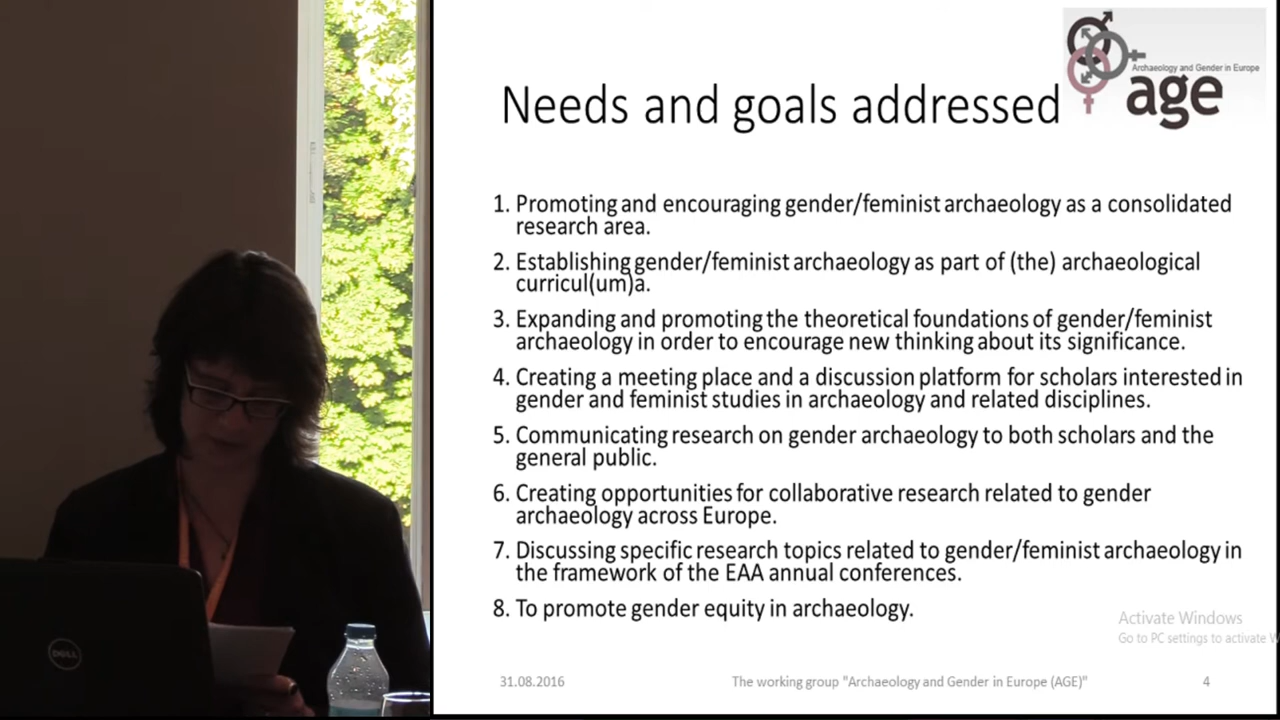 Archaeology and Gender in Europe
age
Needs and goals addressed
1. Promoting and encouraging gender/feminist archaeology as a consolidated
research area.
2. Establishing gender/feminist archaeology as part of (the) archaeological
curricul(um)a.
3. Expanding and promoting the theoretical foundations of gender/feminist
archaeology in order to encourage new thinking about its significance.
4. Creating a meeting place and a discussion platform for scholars interested in
gender and feminist studies in archaeology and related disciplines.
5. Communicating research on gender archaeology to both scholars and the
general public.
6. Creating opportunities for collaborative research related to gender
archaeology across Europe.
7. Discussing specific research topics related to gender/feminist archaeology in
the framework of the EAA annual conferences.
8. To promote gender equity in archaeology.
Activate Windows
Go to PC settings to activate W
31.08.2016 The working group "Archaeology and Gender in Europe (AGE)" 4
DELL